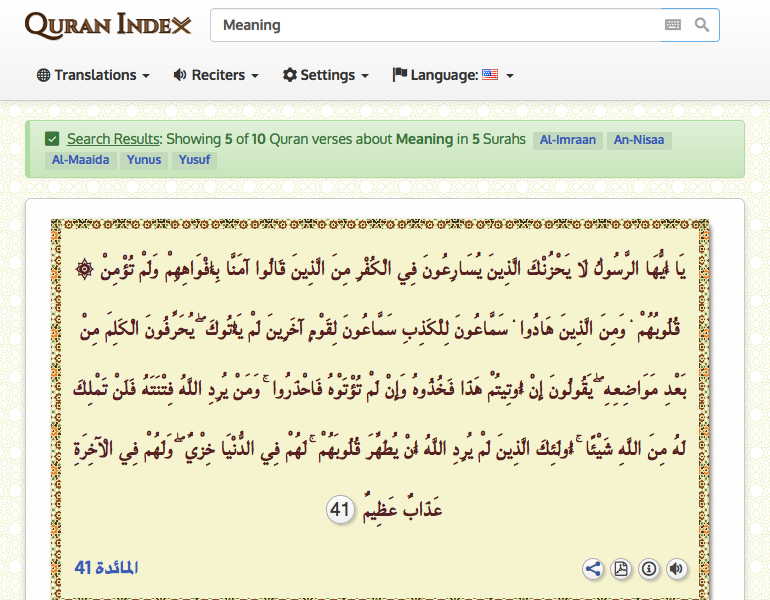 QURAN INDEX
Meaning
Translations
Reciters
Settings
Language:
Search Results: Showing 5 of 10 Quran verses about Meaning in 5 Surahs Al-Imraan An-Nisaa
Al-Maaida Yunus Yusuf
يَا أَيُّهَا الرَّسُولُ لَا يَحْزُنْكَ الَّذِينَ يُسَارِعُونَ فِي الْكُفْرِ مِنَ الَّذِينَ قَالُوا آمَنَّا بِأَفْوَاهِهِمْ وَلَمْ تُؤْمِنْ ۞
قُلُوبُهُمْ ۛ وَمِنَ الَّذِينَ هَادُوا ۛ سَمَّاعُونَ لِلْكَذِبِ سَمَّاعُونَ لِقَوْمٍ آخَرِينَ لَمْ يَأْتُوكَ ۖ يُحَرِّفُونَ الْكَلِمَ مِنْ
بَعْدِ مَوَاضِعِهِ ۖ يَقُولُونَ إِنْ أُوتِيتُمْ هَٰذَا فَخُذُوهُ وَإِنْ لَمْ تُؤْتَوْهُ فَاحْذَرُوا ۚ وَمَنْ يُرِدِ اللَّهُ فِتْنَتَهُ فَلَنْ تَمْلِكَ
لَهُ مِنَ اللَّهِ شَيْئًا ۚ أُولَٰئِكَ الَّذِينَ لَمْ يُرِدِ اللَّهُ أَنْ يُطَهِّرَ قُلُوبَهُمْ ۚ لَهُمْ فِي الدُّنْيَا خِزْيٌ ۖ وَلَهُمْ فِي الْآخِرَةِ
عَذَابٌ عَظِيمٌ 41
المائدة 41